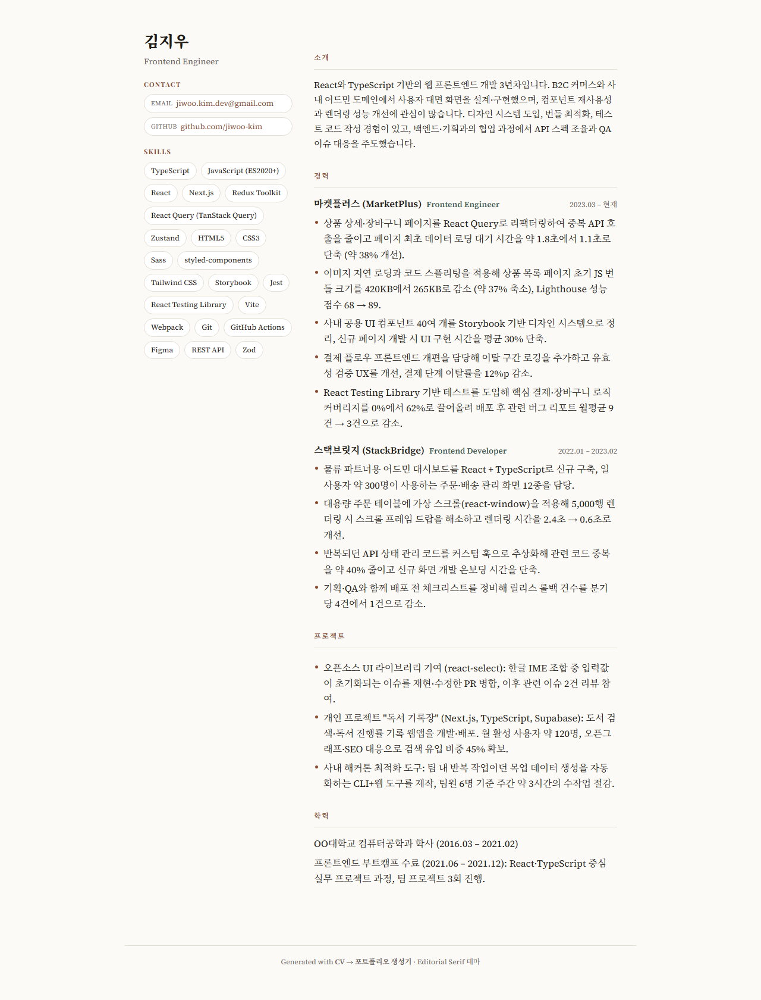 김지우
Frontend Engineer
CONTACT
EMAIL jiwoo.kim.dev@gmail.com
GITHUB github.com/jiwoo-kim
SKILLS
TypeScript JavaScript (ES2020+)
React Next.js Redux Toolkit
React Query (TanStack Query)
Zustand HTML5 CSS3
Sass styled-components
Tailwind CSS Storybook Jest
React Testing Library Vite
Webpack Git GitHub Actions
Figma REST API Zod
소개
React와 TypeScript 기반의 웹 프론트엔드 개발 3년차입니다. B2C 커머스와 사
내 어드민 도메인에서 사용자 대면 화면을 설계·구현했으며, 컴포넌트 재사용성
과 렌더링 성능 개선에 관심이 많습니다. 디자인 시스템 도입, 번들 최적화, 테스
트 코드 작성 경험이 있고, 백엔드·기획과의 협업 과정에서 API 스펙 조율과 QA
이슈 대응을 주도했습니다.
경력
마켓플러스 (MarketPlus) Frontend Engineer 2023.03 – 현재
• 상품 상세·장바구니 페이지를 React Query로 리팩터링하여 중복 API 호
출을 줄이고 페이지 최초 데이터 로딩 대기 시간을 약 1.8초에서 1.1초로
단축 (약 38% 개선).
• 이미지 지연 로딩과 코드 스플리팅을 적용해 상품 목록 페이지 초기 JS 번
들 크기를 420KB에서 265KB로 감소 (약 37% 축소), Lighthouse 성능
점수 68 → 89.
• 사내 공용 UI 컴포넌트 40여 개를 Storybook 기반 디자인 시스템으로 정
리, 신규 페이지 개발 시 UI 구현 시간을 평균 30% 단축.
• 결제 플로우 프론트엔드 개편을 담당해 이탈 구간 로깅을 추가하고 유효
성 검증 UX를 개선, 결제 단계 이탈률을 12%p 감소.
• React Testing Library 기반 테스트를 도입해 핵심 결제·장바구니 로직
커버리지를 0%에서 62%로 끌어올려 배포 후 관련 버그 리포트 월평균 9
건 → 3건으로 감소.
스택브릿지 (StackBridge) Frontend Developer 2022.01 – 2023.02
• 물류 파트너용 어드민 대시보드를 React + TypeScript로 신규 구축, 일
사용자 약 300명이 사용하는 주문·배송 관리 화면 12종을 담당.
• 대용량 주문 테이블에 가상 스크롤(react-window)을 적용해 5,000행 렌
더링 시 스크롤 프레임 드랍을 해소하고 렌더링 시간을 2.4초 → 0.6초로
개선.
• 반복되던 API 상태 관리 코드를 커스텀 훅으로 추상화해 관련 코드 중복
을 약 40% 줄이고 신규 화면 개발 온보딩 시간을 단축.
• 기획·QA와 함께 배포 전 체크리스트를 정비해 릴리스 롤백 건수를 분기
당 4건에서 1건으로 감소.
프로젝트
• 오픈소스 UI 라이브러리 기여 (react-select): 한글 IME 조합 중 입력값
이 초기화되는 이슈를 재현·수정한 PR 병합, 이후 관련 이슈 2건 리뷰 참
여.
• 개인 프로젝트 "독서 기록장" (Next.js, TypeScript, Supabase): 도서 검
색·독서 진행률 기록 웹앱을 개발·배포. 월 활성 사용자 약 120명, 오픈그
래프·SEO 대응으로 검색 유입 비중 45% 확보.
• 사내 해커톤 최적화 도구: 팀 내 반복 작업이던 목업 데이터 생성을 자동
화하는 CLI+웹 도구를 제작, 팀원 6명 기준 주간 약 3시간의 수작업 절감.
학력
OO대학교 컴퓨터공학과 학사 (2016.03 – 2021.02)
프론트엔드 부트캠프 수료 (2021.06 – 2021.12): React·TypeScript 중심
실무 프로젝트 과정, 팀 프로젝트 3회 진행.
Generated with CV → 포트폴리오 생성기 · Editorial Serif 테마